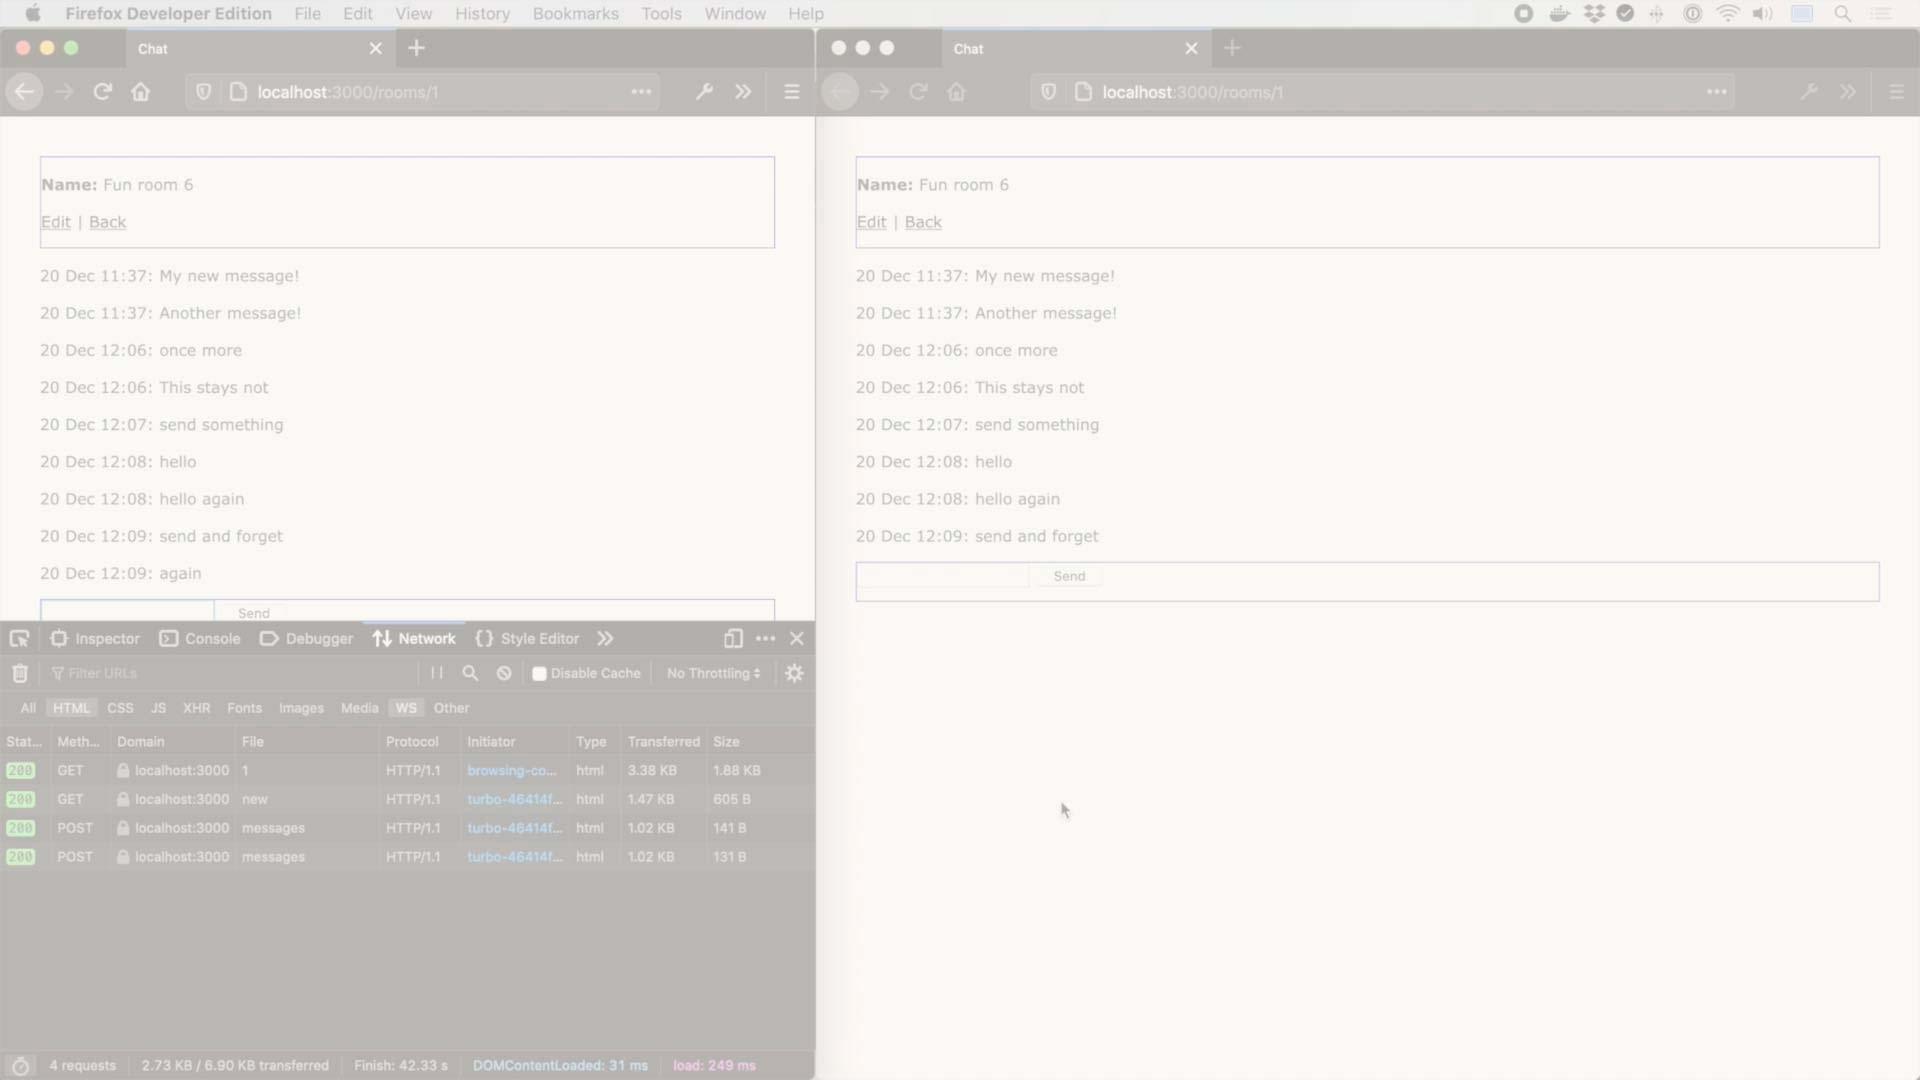 Firefox Developer Edition File Edit View History Bookmarks Tools Window Help
Chat
localhost:3000/rooms/1
Name: Fun room 6
Edit | Back
20 Dec 11:37: My new message!
20 Dec 11:37: Another message!
20 Dec 12:06: once more
20 Dec 12:06: This stays not
20 Dec 12:07: send something
20 Dec 12:08: hello
20 Dec 12:08: hello again
20 Dec 12:09: send and forget
20 Dec 12:09: again
Send
Inspector Console Debugger Network Style Editor
Filter URLs Disable Cache No Throttling
All HTML CSS JS XHR Fonts Images Media WS Other
Stat... Meth... Domain File Protocol Initiator Type Transferred Size
200 GET localhost:3000 1 HTTP/1.1 browsing-co... html 3.38 KB 1.88 KB
200 GET localhost:3000 new HTTP/1.1 turbo-46414f... html 1.47 KB 605 B
200 POST localhost:3000 messages HTTP/1.1 turbo-46414f... html 1.02 KB 141 B
200 POST localhost:3000 messages HTTP/1.1 turbo-46414f... html 1.02 KB 131 B
4 requests 2.73 KB / 6.90 KB transferred Finish: 42.33 s DOMContentLoaded: 31 ms load: 249 ms
Chat
localhost:3000/rooms/1
Name: Fun room 6
Edit | Back
20 Dec 11:37: My new message!
20 Dec 11:37: Another message!
20 Dec 12:06: once more
20 Dec 12:06: This stays not
20 Dec 12:07: send something
20 Dec 12:08: hello
20 Dec 12:08: hello again
20 Dec 12:09: send and forget
Send